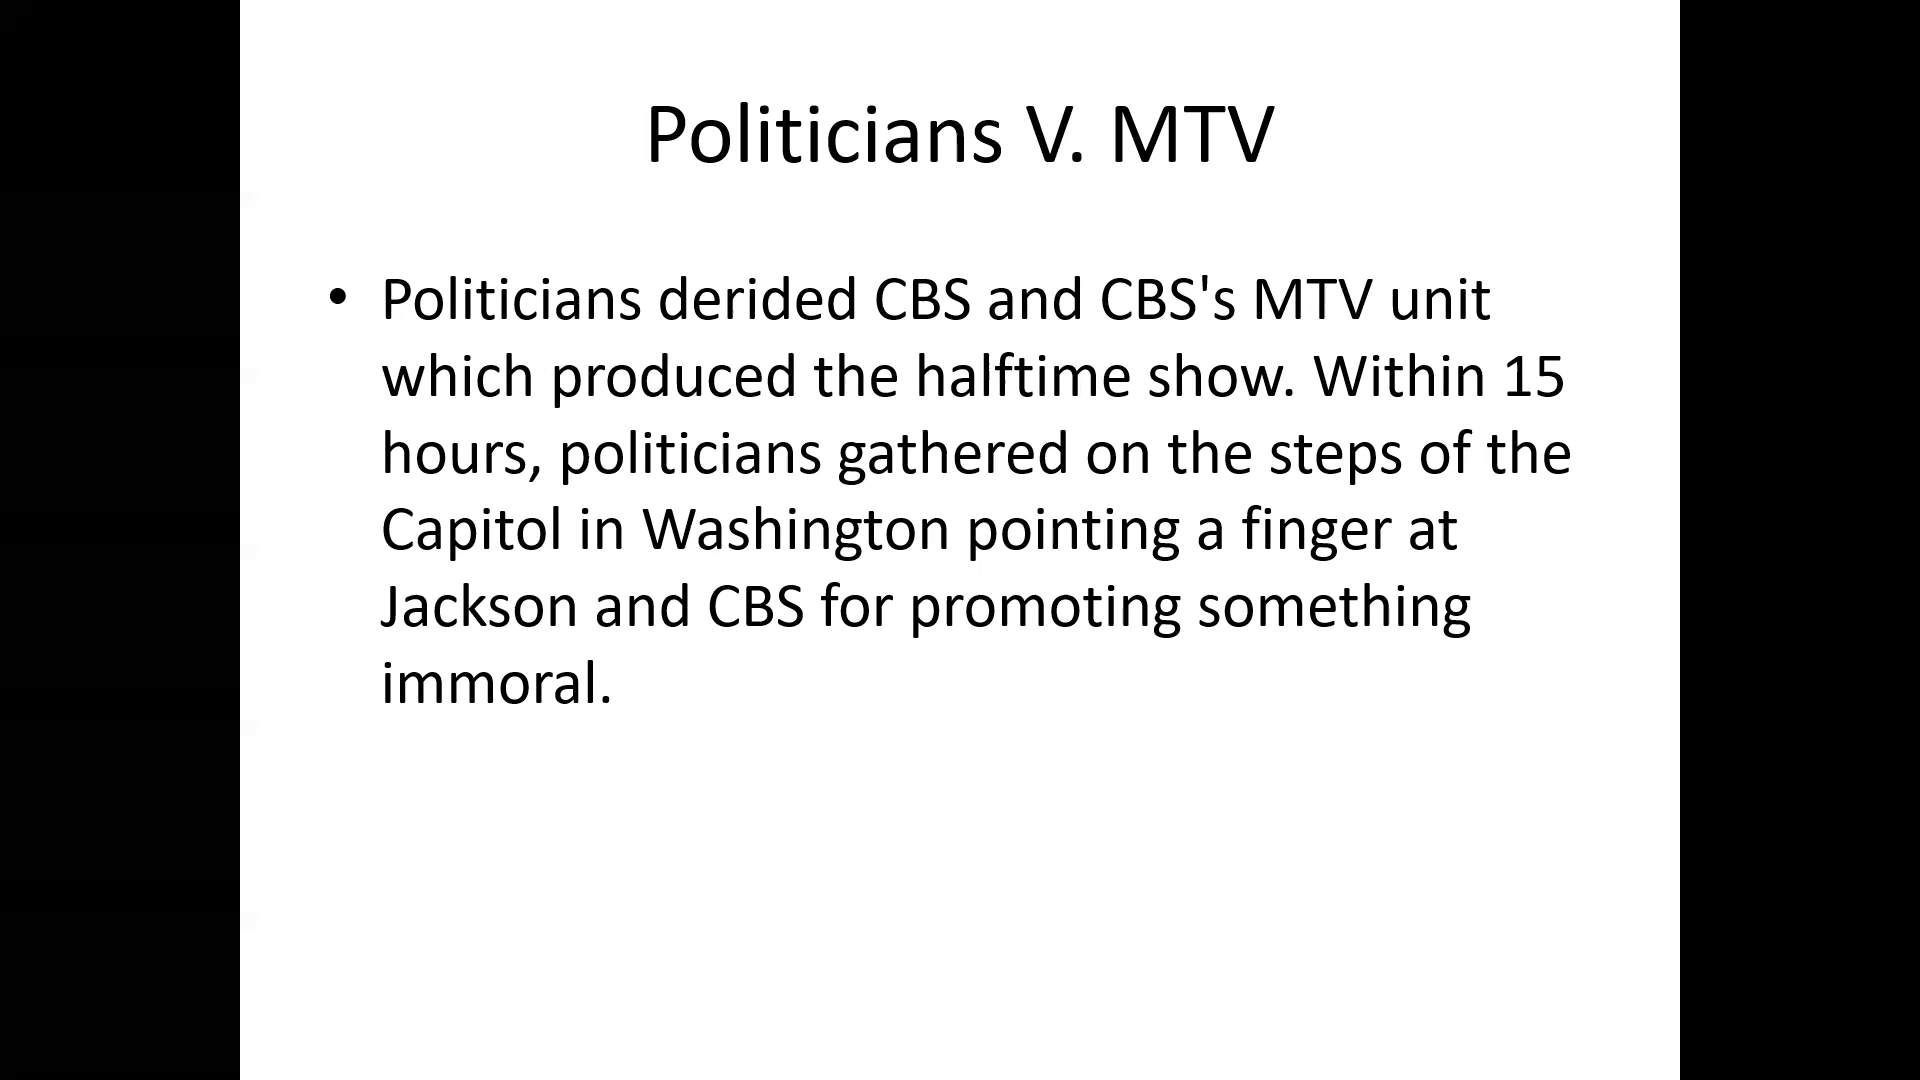 Politicians V. MTV
• Politicians derided CBS and CBS's MTV unit
which produced the halftime show. Within 15
hours, politicians gathered on the steps of the
Capitol in Washington pointing a finger at
Jackson and CBS for promoting something
immoral.